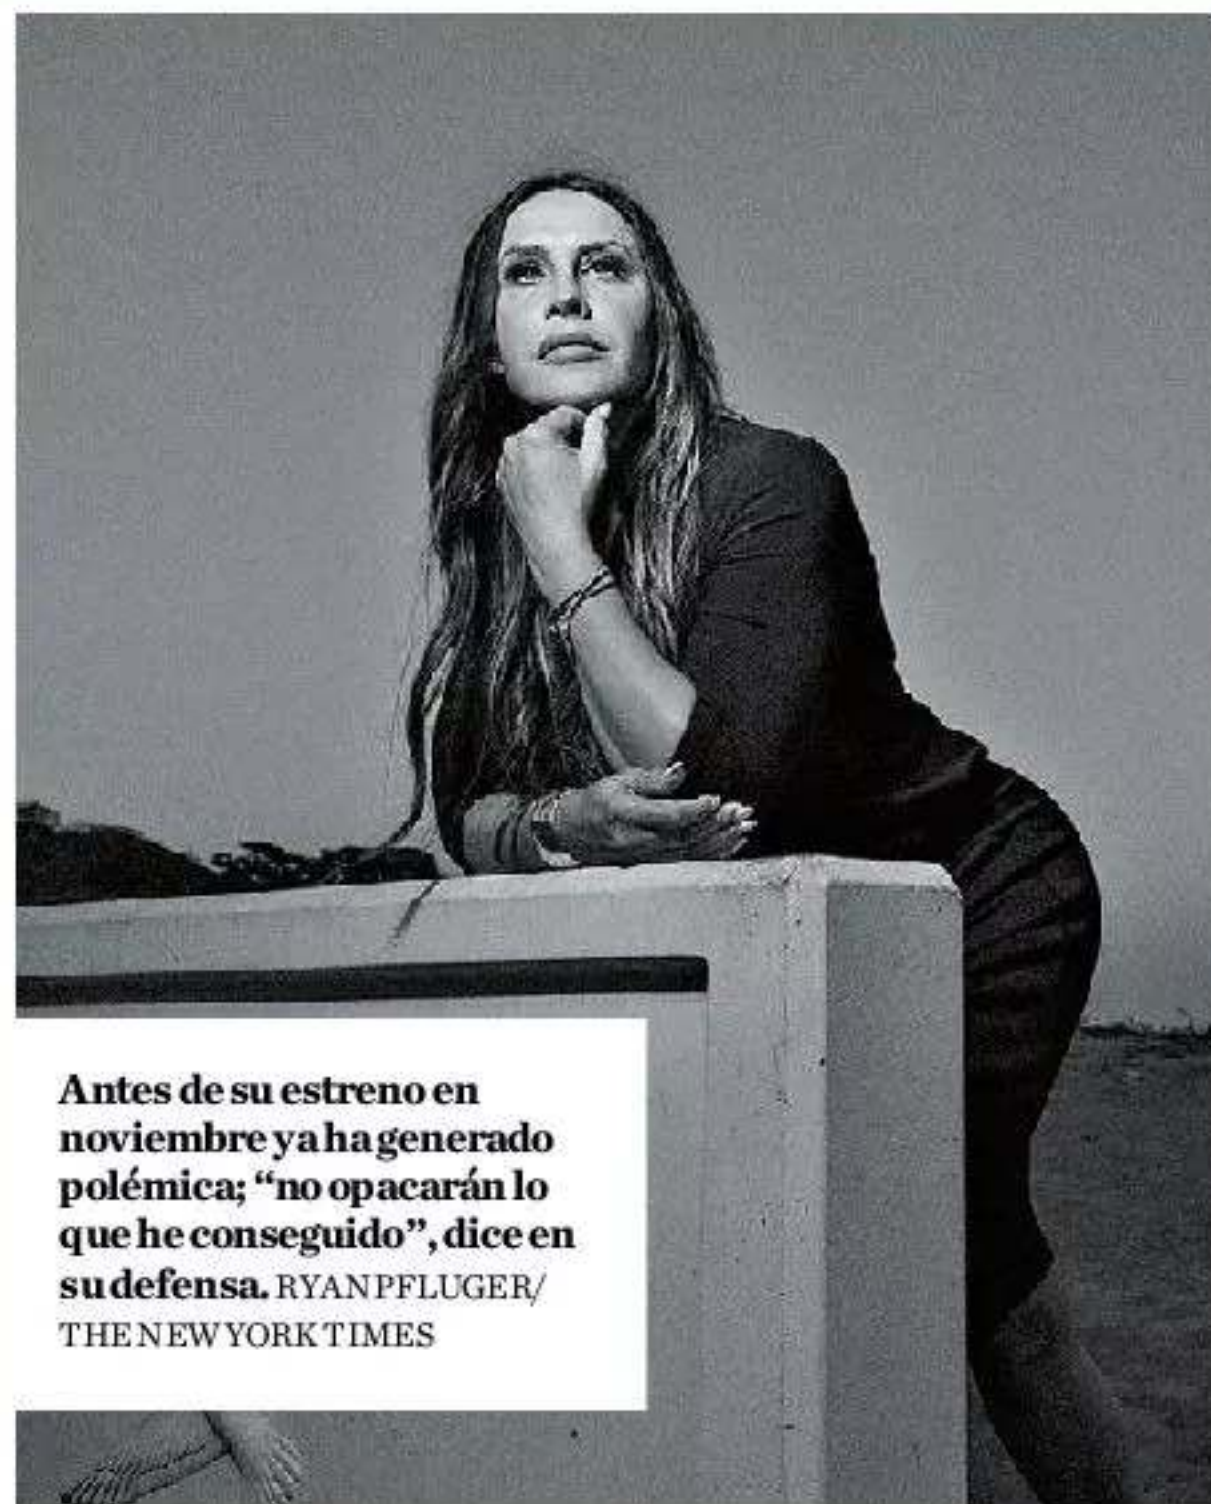 Antes de su estreno en
noviembre ya ha generado
polémica; “no opacarán lo
que he conseguido”, dice en
su defensa. RYAN PFLUGER/
THE NEW YORK TIMES